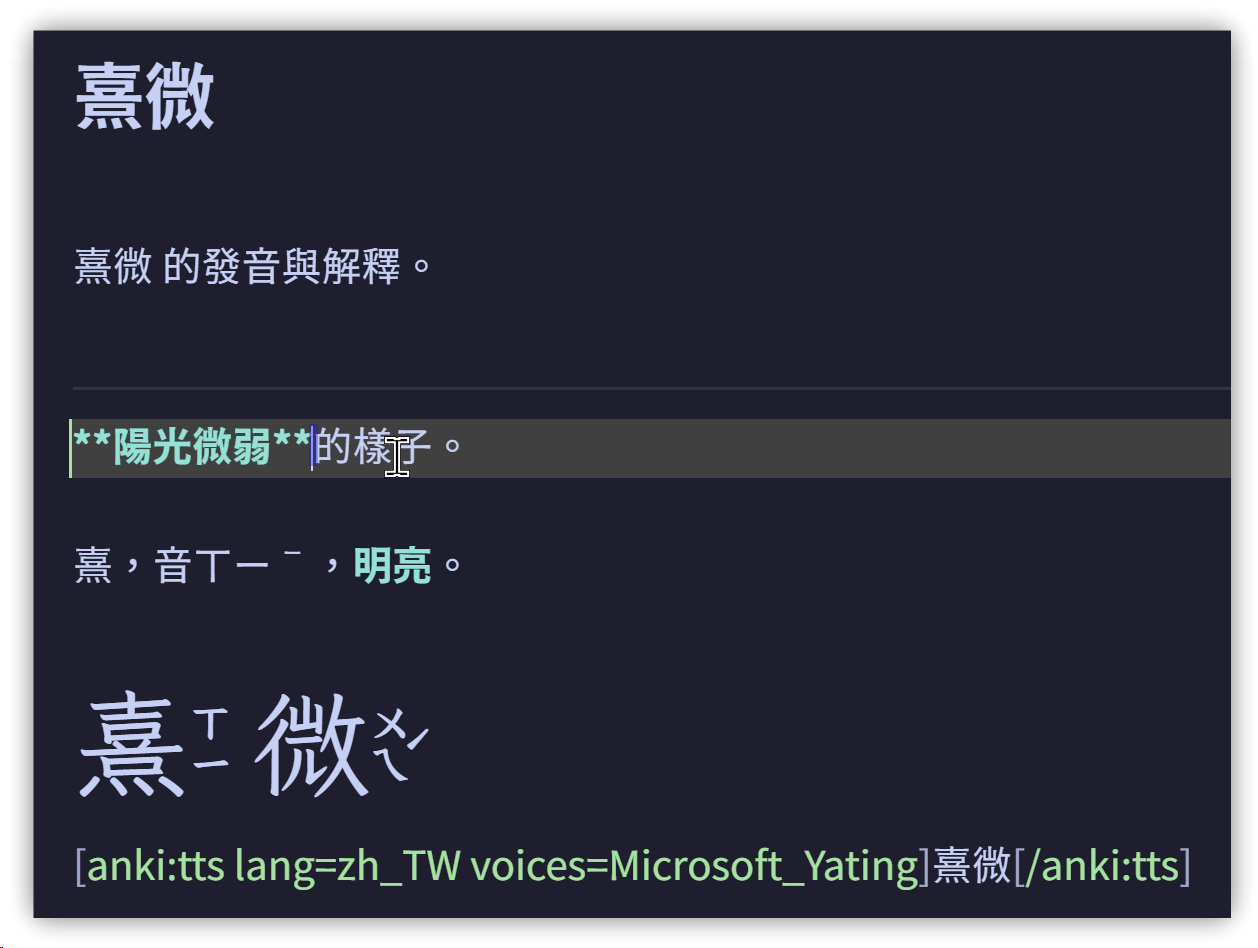 熹微
熹微 的發音與解釋。
**陽光微弱**的樣子。
熹，音ㄒㄧˉ，明亮。
熹ㄒㄧ 微ㄨㄟˊ
[anki:tts lang=zh_TW voices=Microsoft_Yating]熹微[/anki:tts]